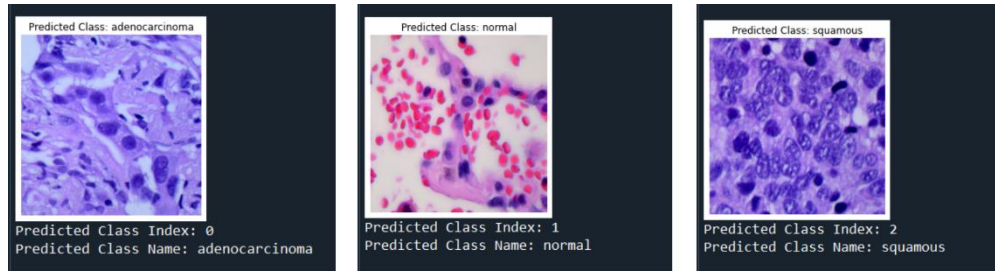 Predicted Class: adenocarcinoma
Predicted Class Index: 0
Predicted Class Name: adenocarcinoma
Predicted Class: normal
Predicted Class Index: 1
Predicted Class Name: normal
Predicted Class: squamous
Predicted Class Index: 2
Predicted Class Name: squamous